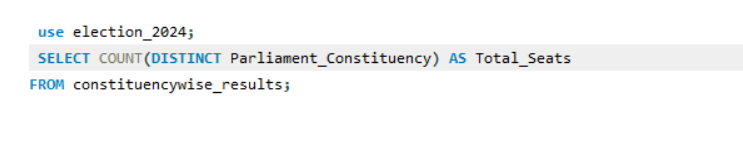 use election_2024;
SELECT COUNT(DISTINCT Parliament_Constituency) AS Total_Seats
FROM constituencywise_results;